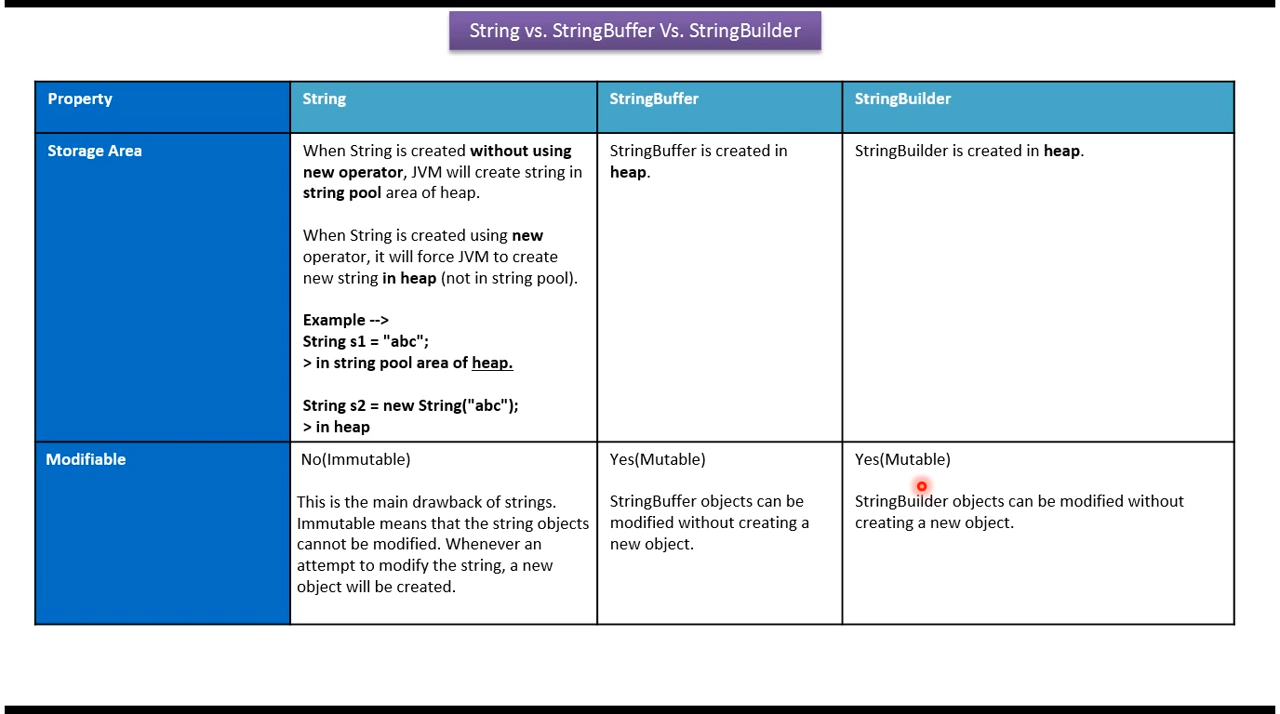 String vs. StringBuffer Vs. StringBuilder
Property
String
StringBuffer
StringBuilder
Storage Area
When String is created without using
new operator, JVM will create string in
string pool area of heap.
When String is created using new
operator, it will force JVM to create
new string in heap (not in string pool).
Example -->
String s1 = "abc";
> in string pool area of heap.
String s2 = new String("abc");
> in heap
StringBuffer is created in
heap.
StringBuilder is created in heap.
Modifiable
No(Immutable)
This is the main drawback of strings.
Immutable means that the string objects
cannot be modified. Whenever an
attempt to modify the string, a new
object will be created.
Yes(Mutable)
StringBuffer objects can be
modified without creating a
new object.
Yes(Mutable)
StringBuilder objects can be modified without
creating a new object.